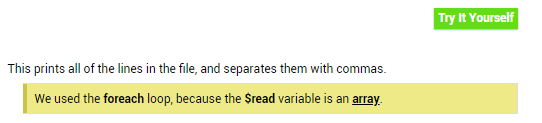 Try It Yourself
This prints all of the lines in the file, and separates them with commas.
We used the foreach loop, because the $read variable is an array.